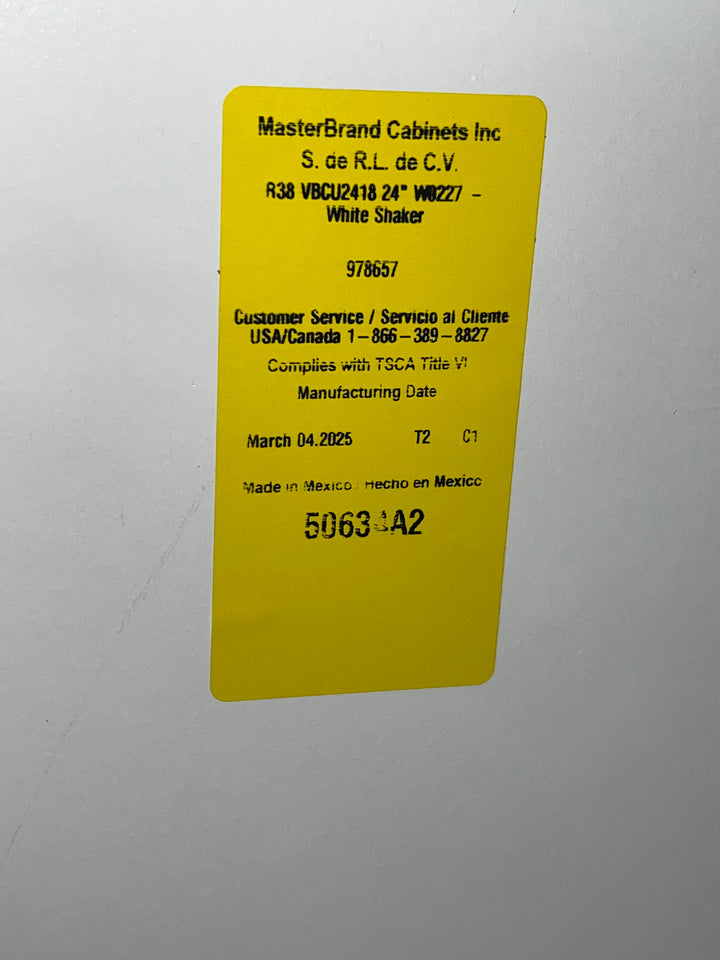 MasterBrand Cabinets Inc
S. de R.L. de C.V.
R38 VBCU2418 24" W0227 -
White Shaker
978657
Customer Service / Servicio al Cliente
USA/Canada 1-866-389-8827
Complies with TSCA Title VI
Manufacturing Date
March 04.2025 T2 C1
Made in Mexico . Hecho en Mexico
50634A2